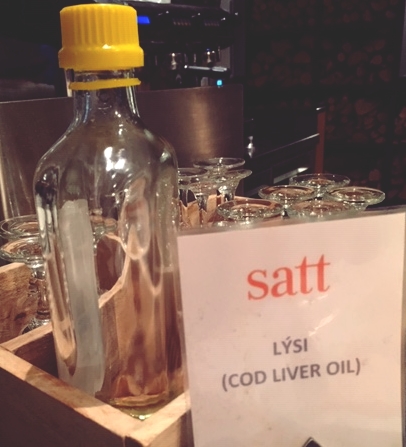 satt
LÝSI
(COD LIVER OIL)